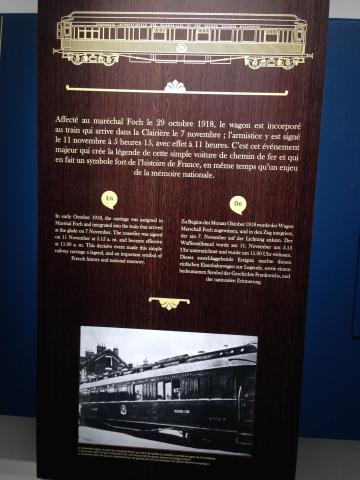 Affecté au maréchal Foch le 29 octobre 1918, le wagon est incorporé
au train qui arrive dans la Clairière le 7 novembre ; l'armistice y est signé
le 11 novembre à 5 heures 15, avec effet à 11 heures. C'est cet événement
majeur qui crée la légende de cette simple voiture de chemin de fer et qui
en fait un symbole fort de l'histoire de France, en même temps qu'un enjeu
de la mémoire nationale.
En
In early October 1918, the carriage was assigned to
Marshal Foch and integrated into the train that arrived
at the glade on 7 November. The ceasefire was signed
on 11 November at 5.15 a.m. and became effective
at 11.00 a.m. This decisive event made this simple
railway carriage a legend, and an important symbol of
French history and national memory.
De
Zu Beginn des Monats Oktober 1918 wurde der Wagen
Marschall Foch zugewiesen, und in den Zug integriert,
der am 7. November auf der Lichtung ankam. Der
Waffenstillstand wurde am 11. November um 5.15
Uhr unterzeichnet und wurde um 11.00 Uhr wirksam.
Dieses ausschlaggebende Ereignis machte diesen
einfachen Eisenbahnwagen zur Legende, sowie einem
bedeutsamen Symbol der Geschichte Frankreichs, und
der nationalen Erinnerung.